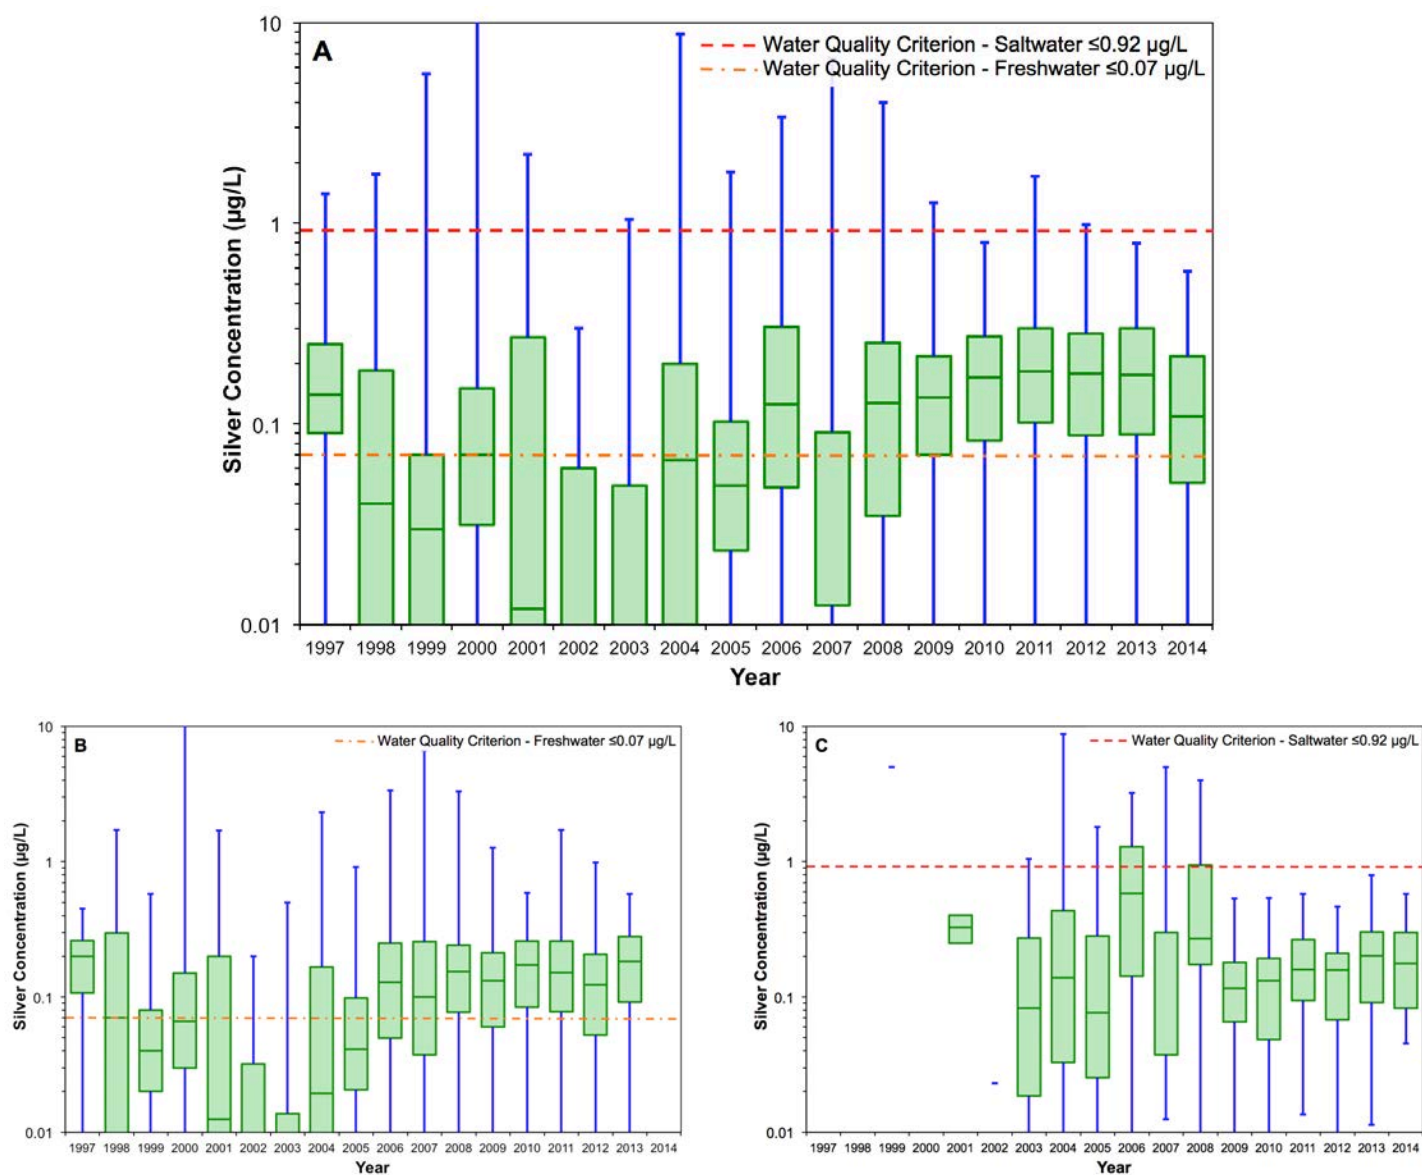 A
Water Quality Criterion - Saltwater ≤0.92 µg/L
Water Quality Criterion - Freshwater ≤0.07 µg/L
Silver Concentration (µg/L)
10
1
0.1
0.01
1997 1998 1999 2000 2001 2002 2003 2004 2005 2006 2007 2008 2009 2010 2011 2012 2013 2014
Year
B
Water Quality Criterion - Freshwater ≤0.07 µg/L
Silver Concentration (µg/L)
10
1
0.1
0.01
1997 1998 1999 2000 2001 2002 2003 2004 2005 2006 2007 2008 2009 2010 2011 2012 2013 2014
Year
C
Water Quality Criterion - Saltwater ≤0.92 µg/L
Silver Concentration (µg/L)
10
1
0.1
0.01
1997 1998 1999 2000 2001 2002 2003 2004 2005 2006 2007 2008 2009 2010 2011 2012 2013 2014
Year